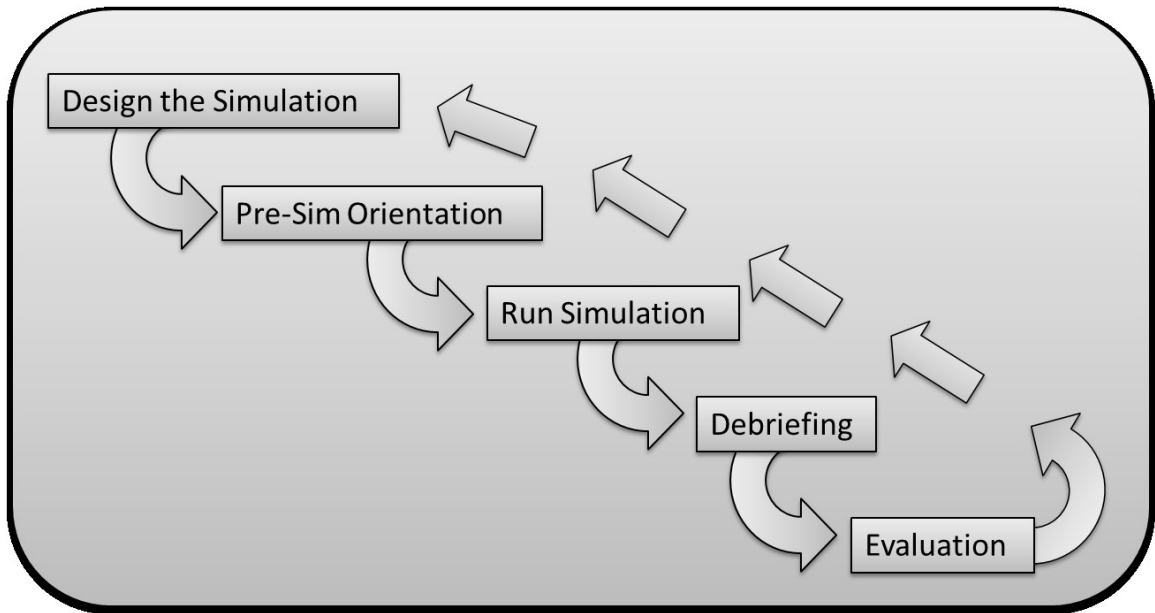 Design the Simulation
Pre-Sim Orientation
Run Simulation
Debriefing
Evaluation